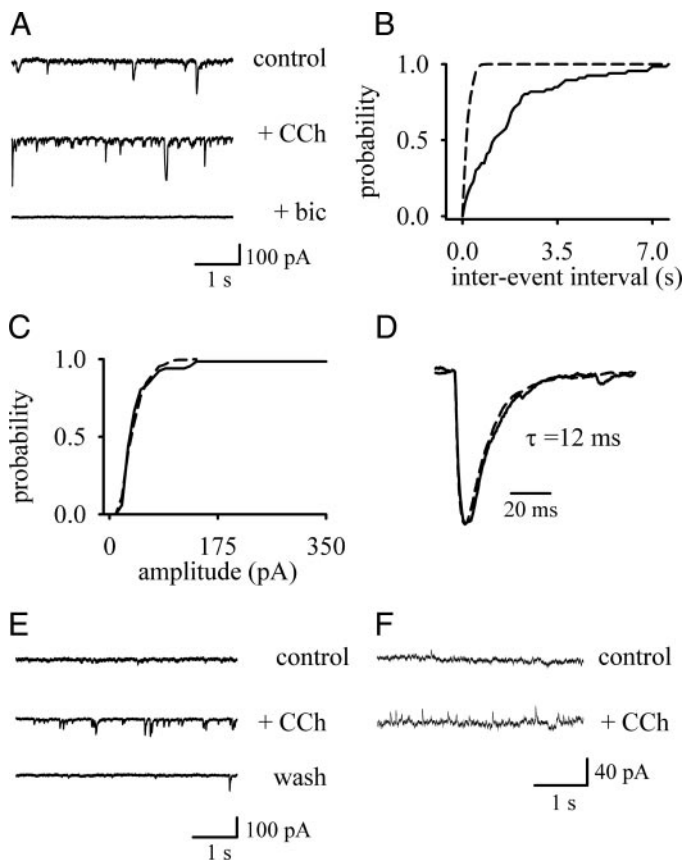 A
control
+ CCh
+ bic
100 pA
1 s
B
probability
1.0
0.5
0.0
0.0 3.5 7.0
inter-event interval (s)
C
probability
1.0
0.5
0.0
0 175 350
amplitude (pA)
D
τ =12 ms
20 ms
E
control
+ CCh
wash
100 pA
1 s
F
control
+ CCh
40 pA
1 s